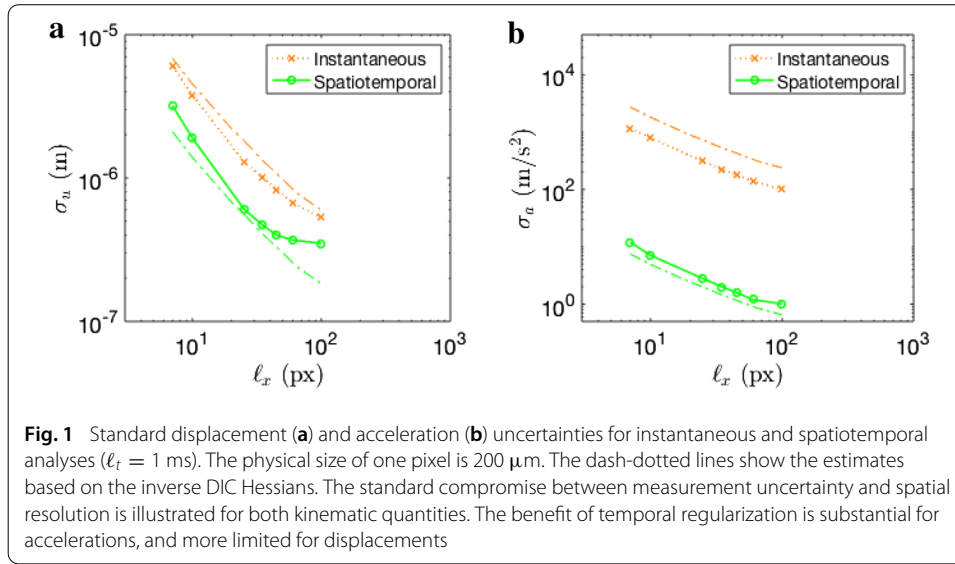 a
10^-5
Instantaneous
Spatiotemporal
σ_u (m)
10^-6
10^-7
10^1
10^2
10^3
ℓ_x (px)
b
10^4
Instantaneous
Spatiotemporal
σ_a (m/s²)
10^2
10^0
10^1
10^2
10^3
ℓ_x (px)
Fig. 1 Standard displacement (a) and acceleration (b) uncertainties for instantaneous and spatiotemporal
analyses (ℓ_t = 1 ms). The physical size of one pixel is 200 μm. The dash-dotted lines show the estimates
based on the inverse DIC Hessians. The standard compromise between measurement uncertainty and spatial
resolution is illustrated for both kinematic quantities. The benefit of temporal regularization is substantial for
accelerations, and more limited for displacements